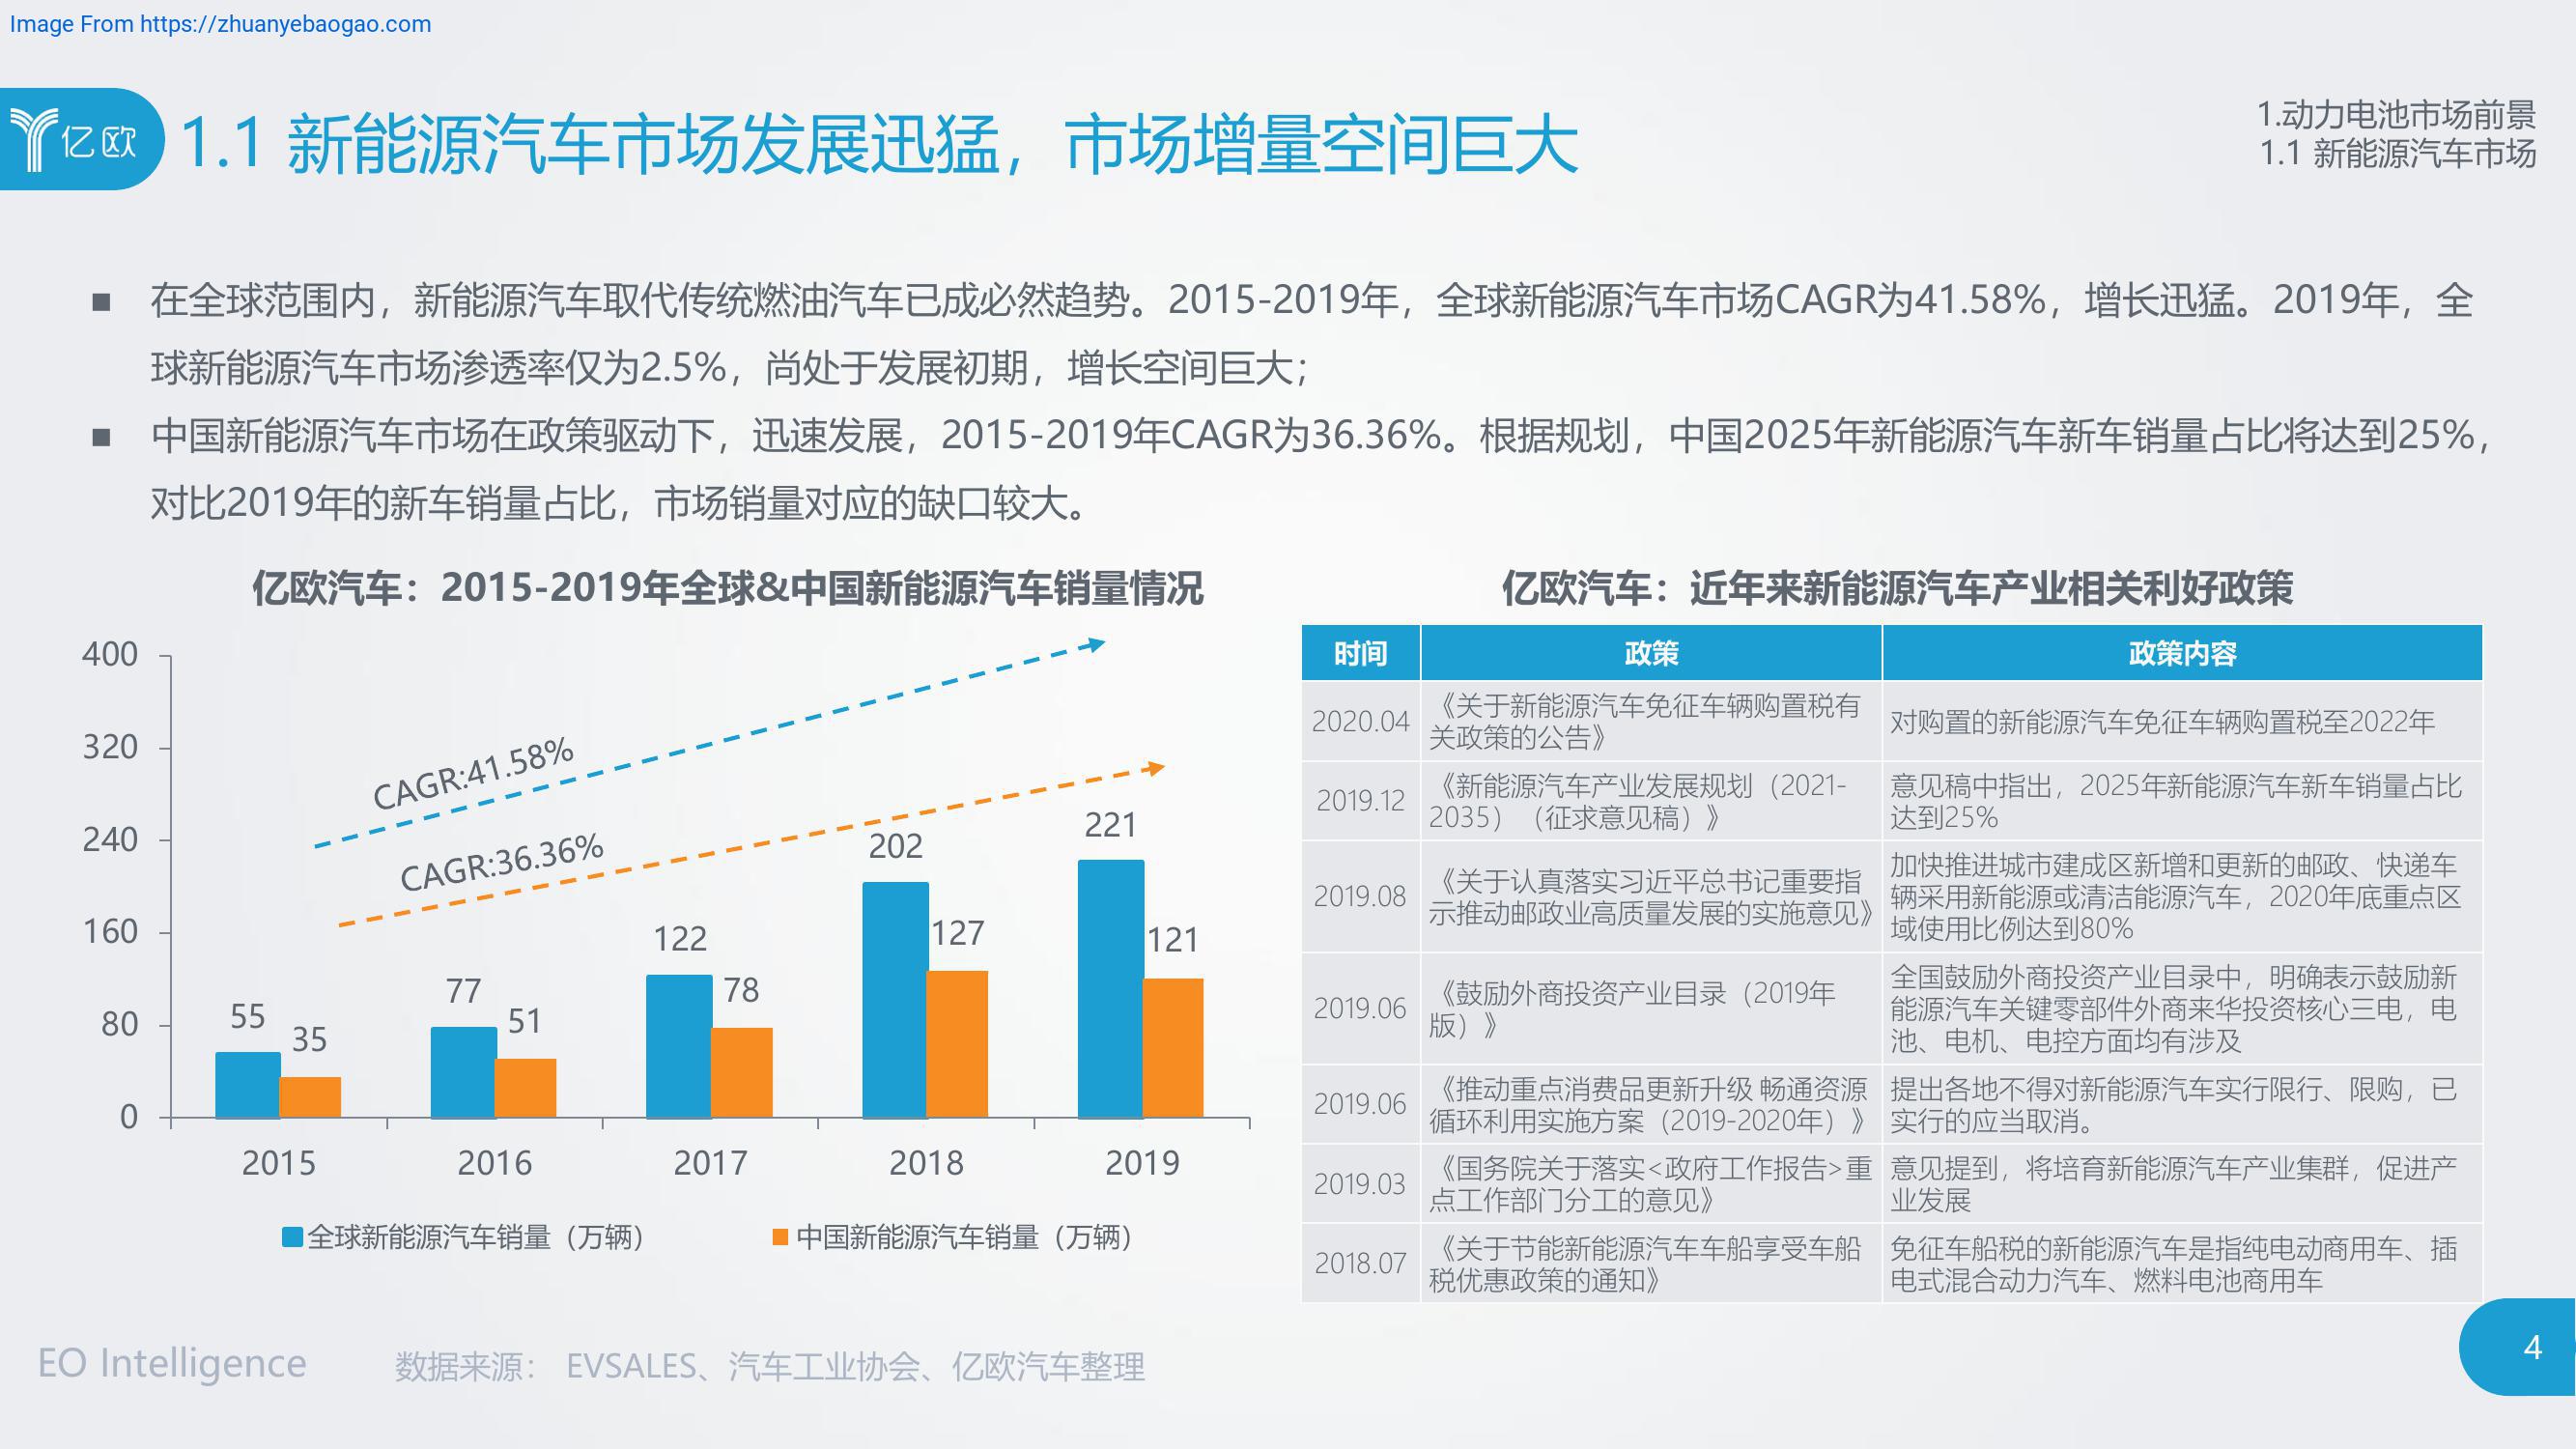 Image From https://zhuanyebaogao.com
亿欧
1.1 新能源汽车市场发展迅猛，市场增量空间巨大
1.动力电池市场前景
1.1 新能源汽车市场
■ 在全球范围内，新能源汽车取代传统燃油汽车已成必然趋势。2015-2019年，全球新能源汽车市场CAGR为41.58%，增长迅猛。2019年，全
球新能源汽车市场渗透率仅为2.5%，尚处于发展初期，增长空间巨大；
■ 中国新能源汽车市场在政策驱动下，迅速发展，2015-2019年CAGR为36.36%。根据规划，中国2025年新能源汽车新车销量占比将达到25%，
对比2019年的新车销量占比，市场销量对应的缺口较大。
亿欧汽车：2015-2019年全球&中国新能源汽车销量情况
400
320
240
160
80
0
CAGR:41.58%
CAGR:36.36%
55
35
77
51
122
78
202
127
221
121
2015
2016
2017
2018
2019
全球新能源汽车销量（万辆）
中国新能源汽车销量（万辆）
亿欧汽车：近年来新能源汽车产业相关利好政策
时间
政策
政策内容
2020.04
《关于新能源汽车免征车辆购置税有
关政策的公告》
对购置的新能源汽车免征车辆购置税至2022年
2019.12
《新能源汽车产业发展规划（2021-
2035）（征求意见稿）》
意见稿中指出，2025年新能源汽车新车销量占比
达到25%
2019.08
《关于认真落实习近平总书记重要指
示推动邮政业高质量发展的实施意见》
加快推进城市建成区新增和更新的邮政、快递车
辆采用新能源或清洁能源汽车，2020年底重点区
域使用比例达到80%
2019.06
《鼓励外商投资产业目录（2019年
版）》
全国鼓励外商投资产业目录中，明确表示鼓励新
能源汽车关键零部件外商来华投资核心三电，电
池、电机、电控方面均有涉及
2019.06
《推动重点消费品更新升级 畅通资源
循环利用实施方案（2019-2020年）》
提出各地不得对新能源汽车实行限行、限购，已
实行的应当取消。
2019.03
《国务院关于落实<政府工作报告>重
点工作部门分工的意见》
意见提到，将培育新能源汽车产业集群，促进产
业发展
2018.07
《关于节能新能源汽车车船享受车船
税优惠政策的通知》
免征车船税的新能源汽车是指纯电动商用车、插
电式混合动力汽车、燃料电池商用车
EO Intelligence
数据来源： EVSALES、汽车工业协会、亿欧汽车整理
4